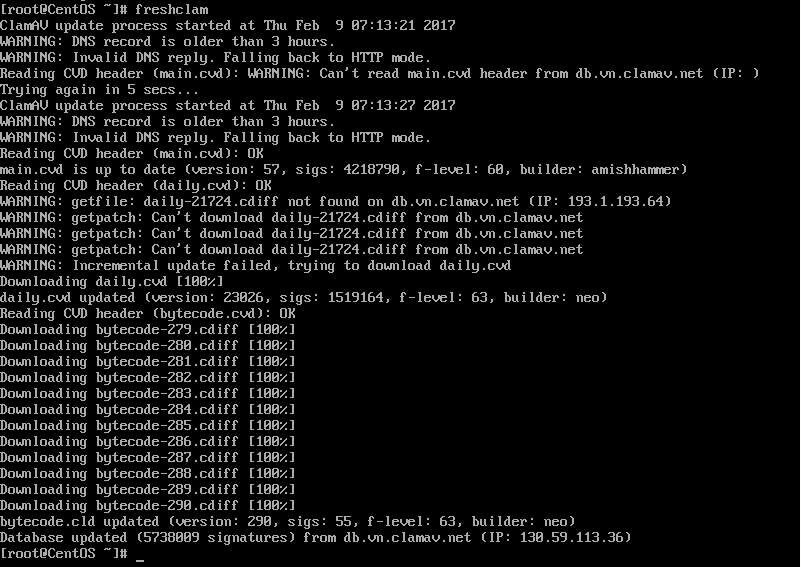 [root@CentOS ~]# freshclam
ClamAV update process started at Thu Feb  9 07:13:21 2017
WARNING: DNS record is older than 3 hours.
WARNING: Invalid DNS reply. Falling back to HTTP mode.
Reading CVD header (main.cvd): WARNING: Can't read main.cvd header from db.vn.clamav.net (IP: )
Trying again in 5 secs...
ClamAV update process started at Thu Feb  9 07:13:27 2017
WARNING: DNS record is older than 3 hours.
WARNING: Invalid DNS reply. Falling back to HTTP mode.
Reading CVD header (main.cvd): OK
main.cvd is up to date (version: 57, sigs: 4218790, f-level: 60, builder: amishhammer)
Reading CVD header (daily.cvd): OK
WARNING: getfile: daily-21724.cdiff not found on db.vn.clamav.net (IP: 193.1.193.64)
WARNING: getpatch: Can't download daily-21724.cdiff from db.vn.clamav.net
WARNING: getpatch: Can't download daily-21724.cdiff from db.vn.clamav.net
WARNING: getpatch: Can't download daily-21724.cdiff from db.vn.clamav.net
WARNING: Incremental update failed, trying to download daily.cvd
Downloading daily.cvd [100%]
daily.cvd updated (version: 23026, sigs: 1519164, f-level: 63, builder: neo)
Reading CVD header (bytecode.cvd): OK
Downloading bytecode-279.cdiff [100%]
Downloading bytecode-280.cdiff [100%]
Downloading bytecode-281.cdiff [100%]
Downloading bytecode-282.cdiff [100%]
Downloading bytecode-283.cdiff [100%]
Downloading bytecode-284.cdiff [100%]
Downloading bytecode-285.cdiff [100%]
Downloading bytecode-286.cdiff [100%]
Downloading bytecode-287.cdiff [100%]
Downloading bytecode-288.cdiff [100%]
Downloading bytecode-289.cdiff [100%]
Downloading bytecode-290.cdiff [100%]
bytecode.cld updated (version: 290, sigs: 55, f-level: 63, builder: neo)
Database updated (5738009 signatures) from db.vn.clamav.net (IP: 130.59.113.36)
[root@CentOS ~]# _